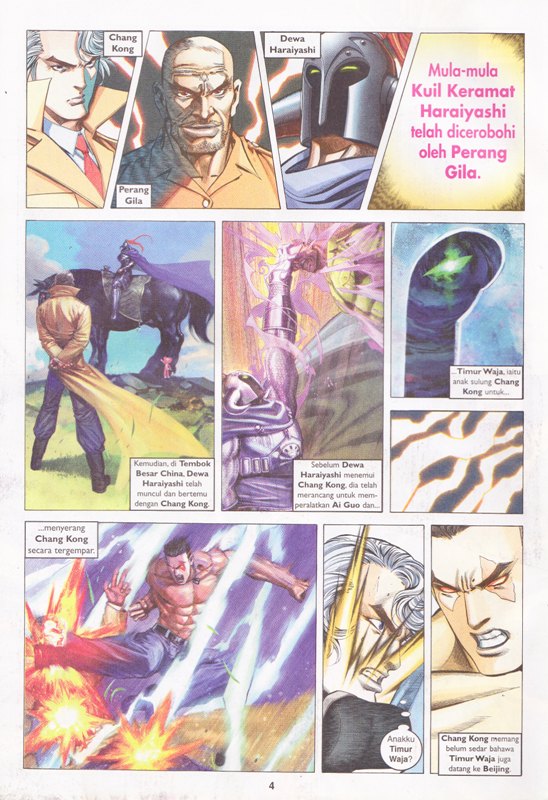 Chang
Kong
Perang
Gila
Dewa
Haraiyashi
Mula-mula
Kuil Keramat
Haraiyashi
telah dicerobohi
oleh Perang
Gila.
Kemudian, di Tembok
Besar China, Dewa
Haraiyashi telah
muncul dan bertemu
dengan Chang Kong.
Sebelum Dewa
Haraiyashi menemui
Chang Kong, dia telah
merancang untuk mem-
peralatkan Ai Guo dan...
...Timur Waja, iaitu
anak sulung Chang
Kong untuk...
...menyerang
Chang Kong
secara tergempar.
Anakku
Timur
Waja?
Chang Kong memang
belum sedar bahawa
Timur Waja juga
datang ke Beijing.
4